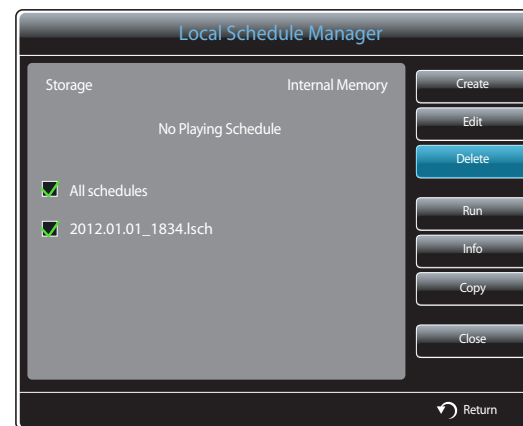 Local Schedule Manager
Storage Internal Memory
No Playing Schedule
All schedules
2012.01.01_1834.lsch
Create
Edit
Delete
Run
Info
Copy
Close
Return